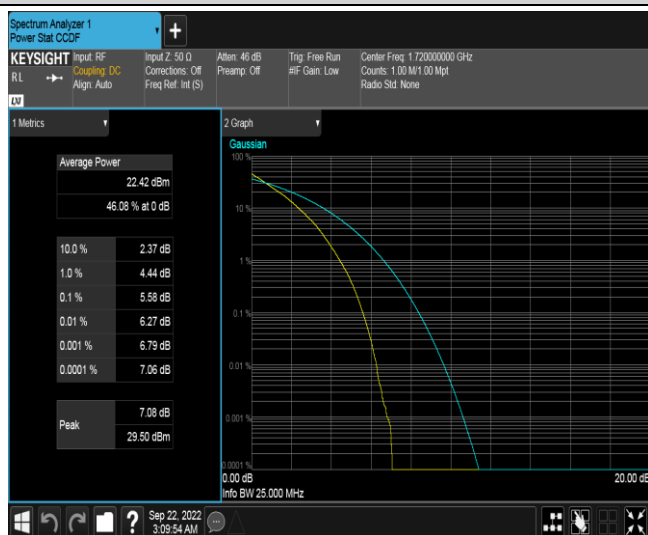 Spectrum Analyzer 1
Power Stat CCDF
KEYSIGHT
RL
LXI
Input: RF
Coupling: DC
Align: Auto
Input Z: 50 Ω
Corrections: Off
Freq Ref: Int (S)
Atten: 46 dB
Preamp: Off
Trig: Free Run
#IF Gain: Low
Center Freq: 1.720000000 GHz
Counts: 1.00 M/1.00 Mpt
Radio Std: None
1 Metrics
Average Power
22.42 dBm
46.08 % at 0 dB
10.0 % 2.37 dB
1.0 % 4.44 dB
0.1 % 5.58 dB
0.01 % 6.27 dB
0.001 % 6.79 dB
0.0001 % 7.06 dB
Peak
7.08 dB
29.50 dBm
2 Graph
Gaussian
100 %
10 %
1 %
0.1 %
0.01 %
0.001 %
0.0001 %
0.00 dB
20.00 dB
Info BW 25.000 MHz
?
Sep 22, 2022
3:09:54 AM